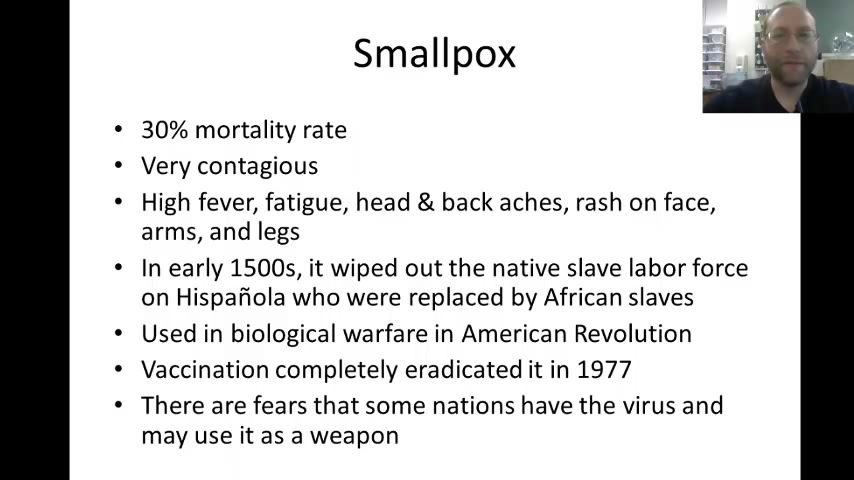 Smallpox
• 30% mortality rate
• Very contagious
• High fever, fatigue, head & back aches, rash on face,
arms, and legs
• In early 1500s, it wiped out the native slave labor force
on Hispañola who were replaced by African slaves
• Used in biological warfare in American Revolution
• Vaccination completely eradicated it in 1977
• There are fears that some nations have the virus and
may use it as a weapon